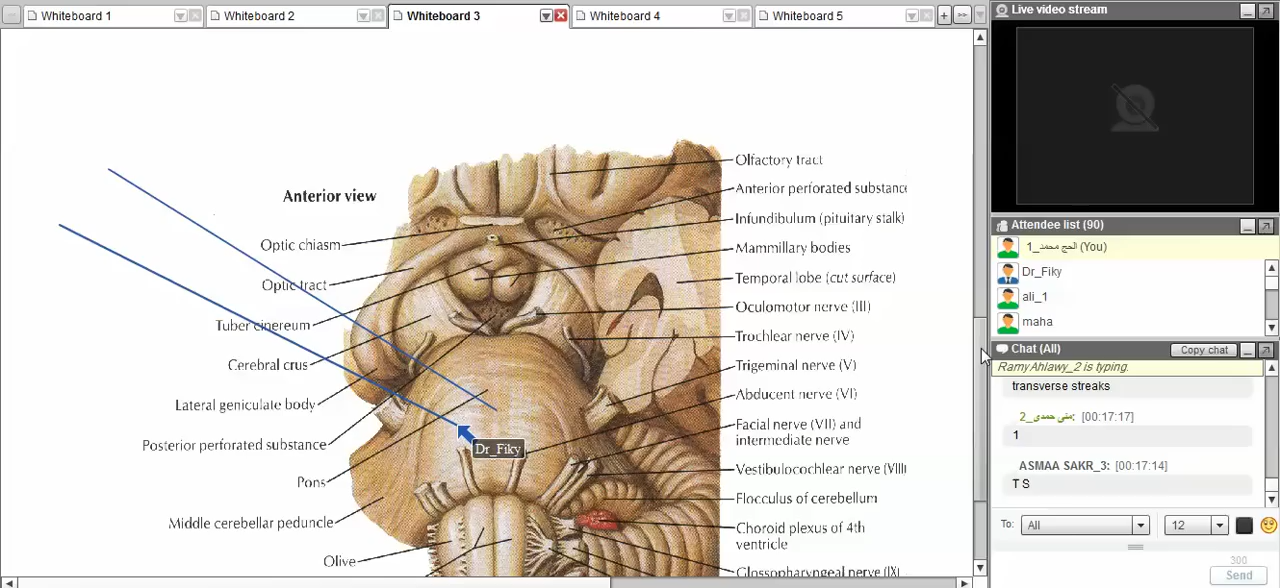 Whiteboard 1
Whiteboard 2
Whiteboard 3
Whiteboard 4
Whiteboard 5
Anterior view
Optic chiasm
Optic tract
Tuber cinereum
Cerebral crus
Lateral geniculate body
Posterior perforated substance
Pons
Middle cerebellar peduncle
Olive
Dr_Fiky
Olfactory tract
Anterior perforated substance
Infundibulum (pituitary stalk)
Mammillary bodies
Temporal lobe (cut surface)
Oculomotor nerve (III)
Trochlear nerve (IV)
Trigeminal nerve (V)
Abducent nerve (VI)
Facial nerve (VII) and
intermediate nerve
Vestibulocochlear nerve (VIII)
Flocculus of cerebellum
Choroid plexus of 4th
ventricle
Glossopharyngeal nerve (IX)
Live video stream
Attendee list (90)
الحج محمد_1 (You)
Dr_Fiky
ali_1
maha
Chat (All)
Copy chat
RamyAhlawy_2 is typing.
transverse streaks
منى حمدى_2: [00:17:17]
1
ASMAA SAKR_3: [00:17:14]
T S
To: All 12
300
Send